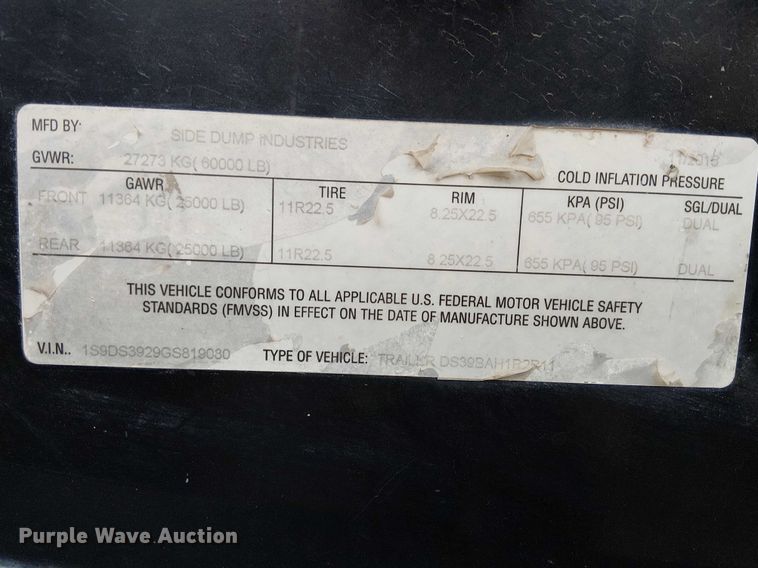 MFD BY: SIDE DUMP INDUSTRIES 11/2015
GVWR: 27273 KG( 60000 LB) COLD INFLATION PRESSURE
GAWR TIRE RIM KPA (PSI) SGL/DUAL
FRONT 11364 KG( 25000 LB) 11R22.5 8.25X22.5 655 KPA( 95 PSI) DUAL
REAR 11364 KG( 25000 LB) 11R22.5 8.25X22.5 655 KPA( 95 PSI) DUAL
THIS VEHICLE CONFORMS TO ALL APPLICABLE U.S. FEDERAL MOTOR VEHICLE SAFETY
STANDARDS (FMVSS) IN EFFECT ON THE DATE OF MANUFACTURE SHOWN ABOVE.
V.I.N.. 1S9DS3929GS819080 TYPE OF VEHICLE: TRAILER
Purple Wave Auction